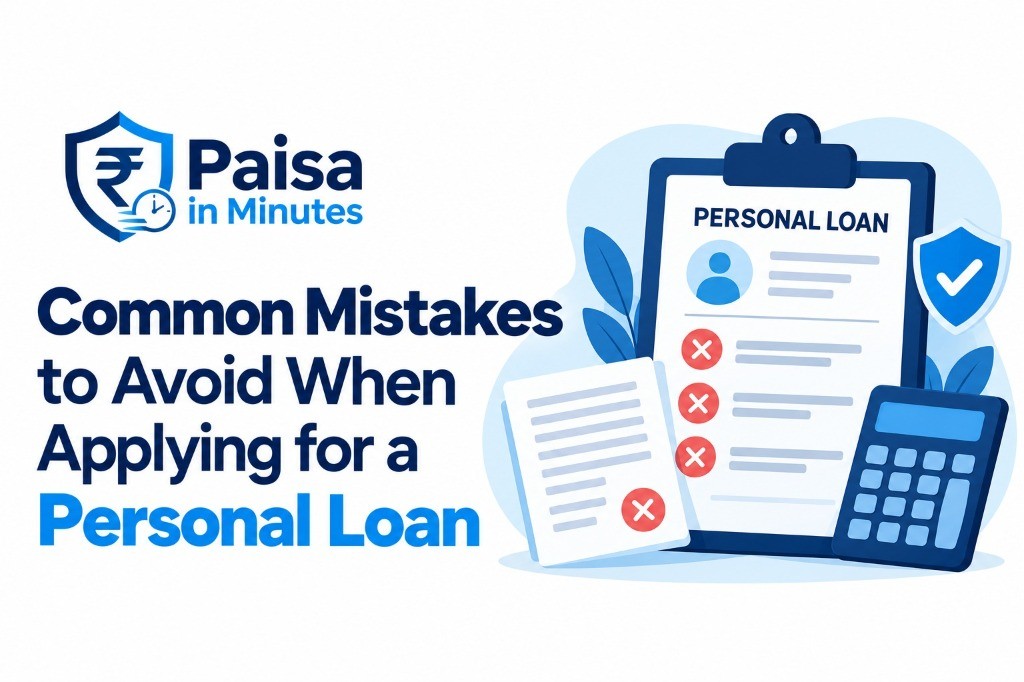 Paisa
in Minutes
Common Mistakes
to Avoid When
Applying for a
Personal Loan
PERSONAL LOAN